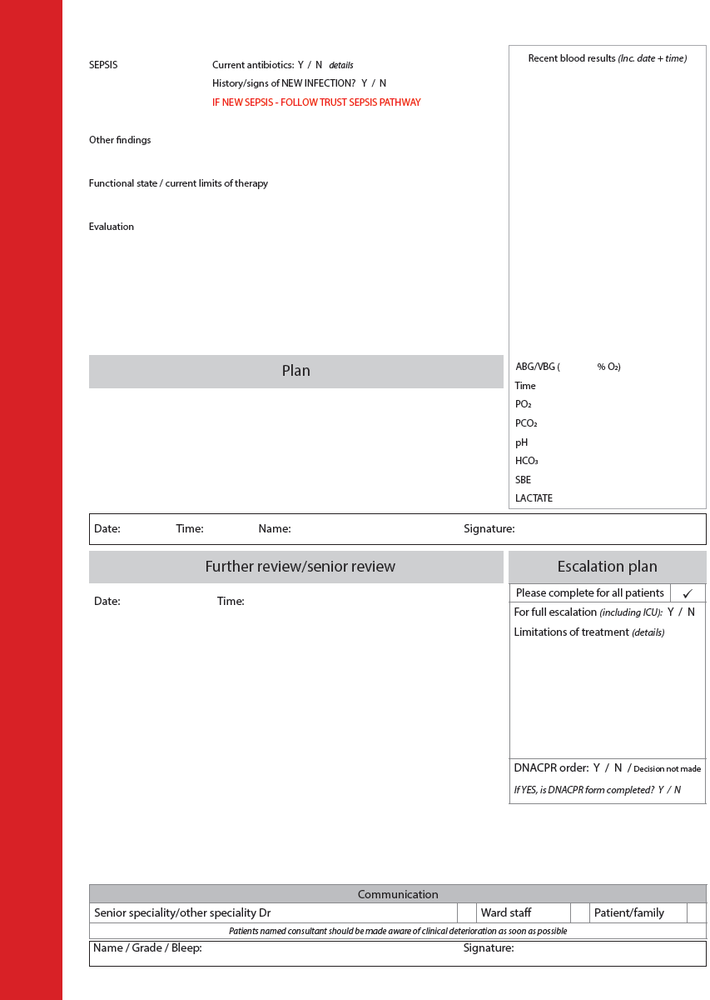 SEPSIS
Current antibiotics: Y / N details
History/signs of NEW INFECTION? Y / N
IF NEW SEPSIS - FOLLOW TRUST SEPSIS PATHWAY
Other findings
Functional state / current limits of therapy
Evaluation
Recent blood results (Inc. date + time)
ABG/VBG ( % O₂)
Time
PO₂
PCO₂
pH
HCO₃
SBE
LACTATE
Plan
Date: Time: Name: Signature:
Further review/senior review
Date: Time:
Escalation plan
Please complete for all patients ✓
For full escalation (including ICU): Y / N
Limitations of treatment (details)
DNACPR order: Y / N / Decision not made
If YES, is DNACPR form completed? Y / N
Communication
Senior speciality/other speciality Dr Ward staff Patient/family
Patients named consultant should be made aware of clinical deterioration as soon as possible
Name / Grade / Bleep: Signature: